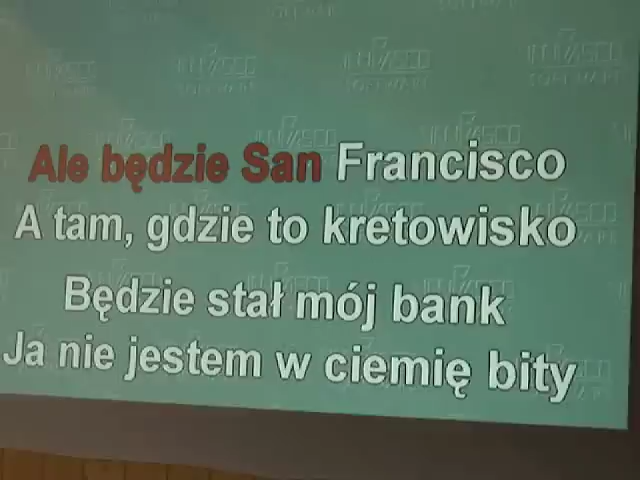 Ale będzie San Francisco
A tam, gdzie to kretowisko
Będzie stał mój bank
Ja nie jestem w ciemię bity